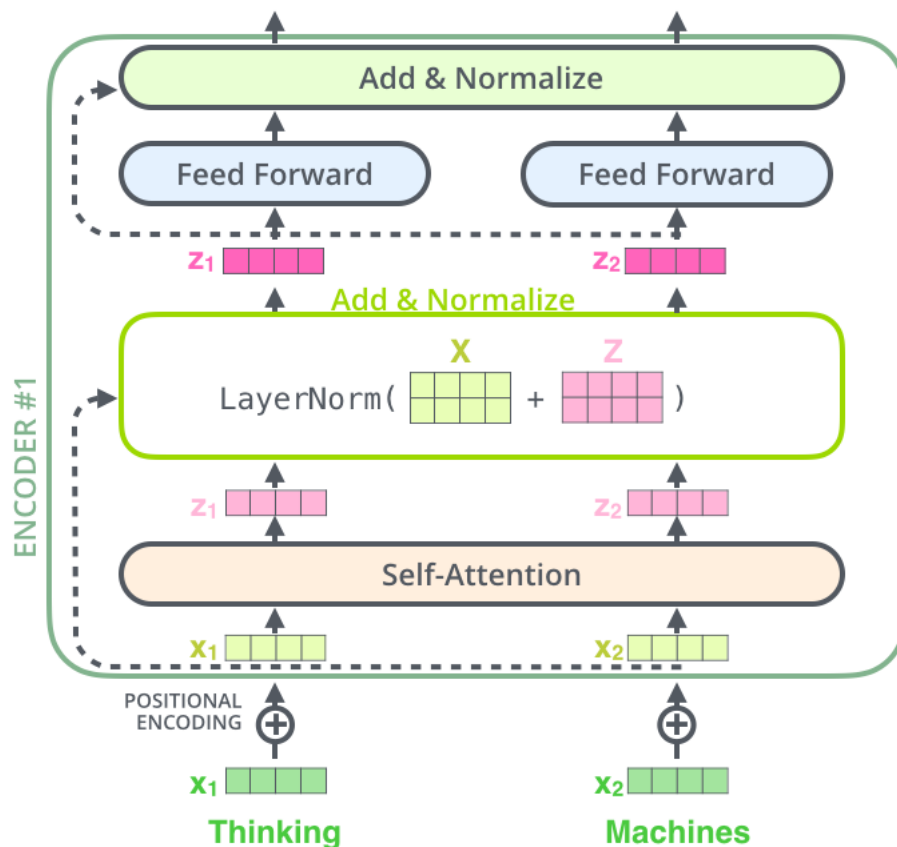 Add & Normalize
Feed Forward Feed Forward
z1 z2
Add & Normalize
X Z
LayerNorm( + )
ENCODER #1
z1 z2
Self-Attention
x1 x2
POSITIONAL
ENCODING
x1 x2
Thinking Machines